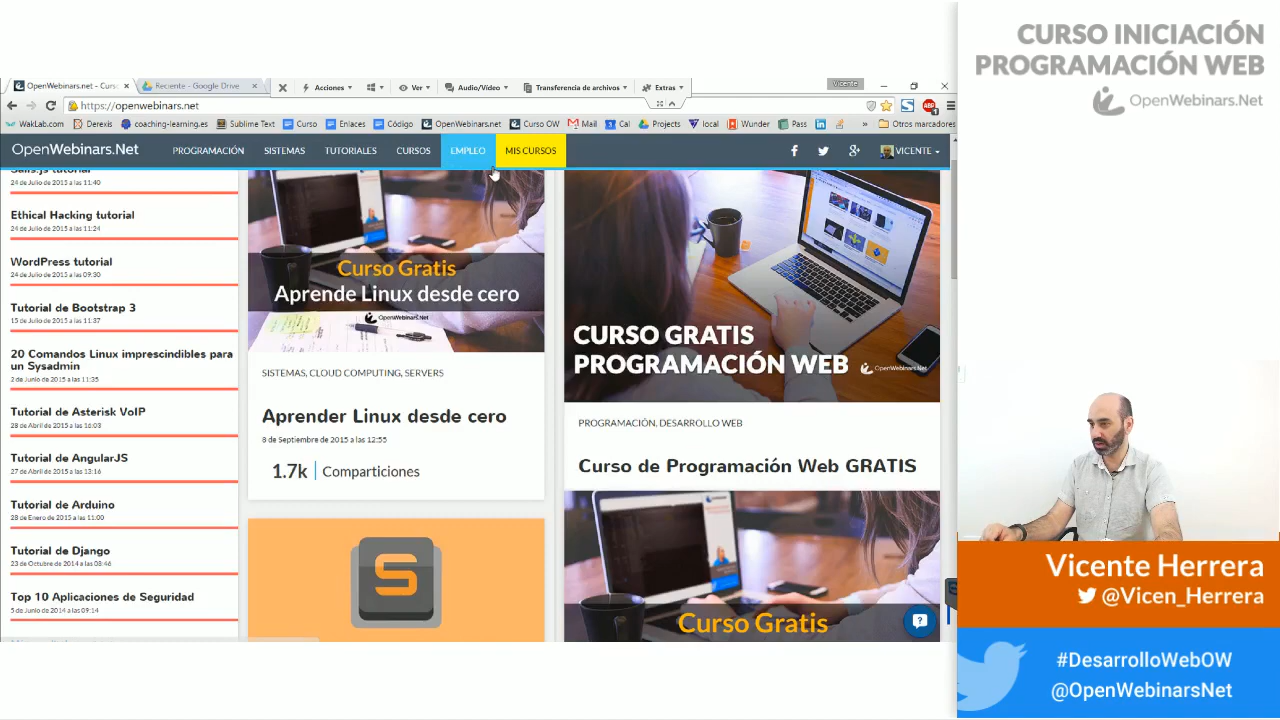 CURSO INICIACIÓN
PROGRAMACIÓN WEB
OpenWebinars.Net
OpenWebinars.net - Curs
Reciente - Google Drive
Acciones
Ver
Audio/Vídeo
Transferencia de archivos
Extras
Vicente
https://openwebinars.net
ABP
WakLab.com
Derexis
coaching-learning.es
Sublime Text
Curso
Enlaces
Código
OpenWebinars.net
Curso OW
Mail
Cal
Projects
local
Wunder
Pass
»
Otros marcadores
OpenWebinars.Net
PROGRAMACIÓN
SISTEMAS
TUTORIALES
CURSOS
EMPLEO
MIS CURSOS
VICENTE
Sails.js tutorial
24 de Julio de 2015 a las 11:40
Ethical Hacking tutorial
24 de Julio de 2015 a las 11:24
WordPress tutorial
24 de Julio de 2015 a las 09:30
Tutorial de Bootstrap 3
15 de Julio de 2015 a las 11:37
20 Comandos Linux imprescindibles para
un Sysadmin
2 de Junio de 2015 a las 11:35
Tutorial de Asterisk VoIP
28 de Abril de 2015 a las 16:03
Tutorial de AngularJS
27 de Abril de 2015 a las 13:16
Tutorial de Arduino
28 de Enero de 2015 a las 11:00
Tutorial de Django
23 de Octubre de 2014 a las 08:46
Top 10 Aplicaciones de Seguridad
5 de Junio de 2014 a las 09:14
Curso Gratis
Aprende Linux desde cero
OpenWebinars.Net
SISTEMAS, CLOUD COMPUTING, SERVERS
Aprender Linux desde cero
8 de Septiembre de 2015 a las 12:55
1.7k
Comparticiones
S
CURSO GRATIS
PROGRAMACIÓN WEB
OpenWebinars.Net
PROGRAMACIÓN, DESARROLLO WEB
Curso de Programación Web GRATIS
Curso Gratis
Vicente Herrera
@Vicen_Herrera
#DesarrolloWebOW
@OpenWebinarsNet